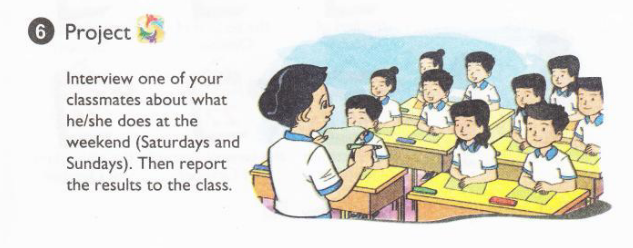 6 Project
Interview one of your
classmates about what
he/she does at the
weekend (Saturdays and
Sundays). Then report
the results to the class.